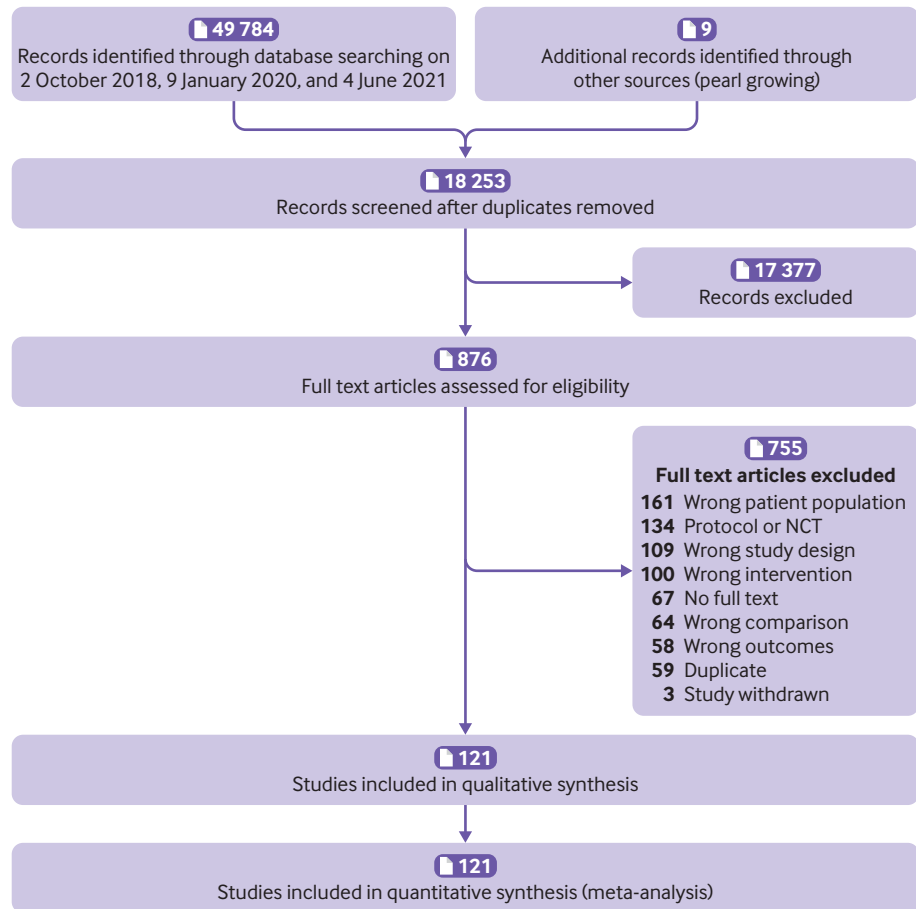 49 784
Records identified through database searching on
2 October 2018, 9 January 2020, and 4 June 2021
9
Additional records identified through
other sources (pearl growing)
18 253
Records screened after duplicates removed
17 377
Records excluded
876
Full text articles assessed for eligibility
755
Full text articles excluded
161 Wrong patient population
134 Protocol or NCT
109 Wrong study design
100 Wrong intervention
67 No full text
64 Wrong comparison
58 Wrong outcomes
59 Duplicate
3 Study withdrawn
121
Studies included in qualitative synthesis
121
Studies included in quantitative synthesis (meta-analysis)